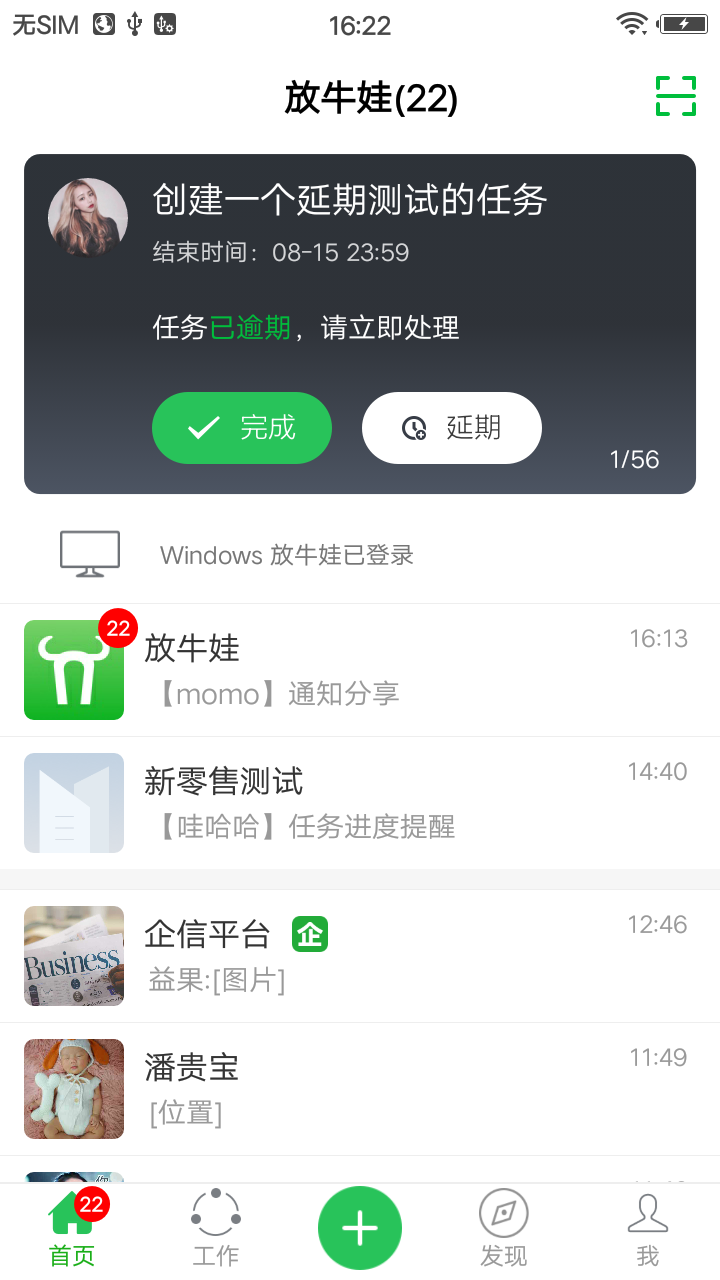 无SIM 16:22
放牛娃(22)
创建一个延期测试的任务
结束时间：08-15 23:59
任务已逾期，请立即处理
完成 延期
1/56
Windows 放牛娃已登录
22
放牛娃 16:13
【momo】通知分享
新零售测试 14:40
【哇哈哈】任务进度提醒
企信平台 企 12:46
Business
益果:[图片]
潘贵宝 11:49
[位置]
22
首页 工作 发现 我